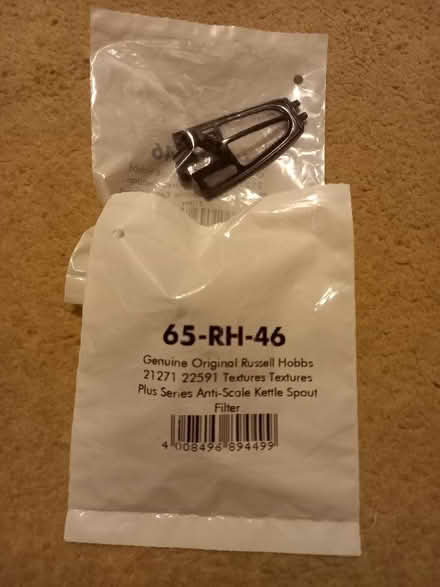 65-RH-46
Genuine Original Russell Hobbs
21271 22591 Textures Textures
Plus Series Anti-Scale Kettle Spout
Filter
4 008496 894499